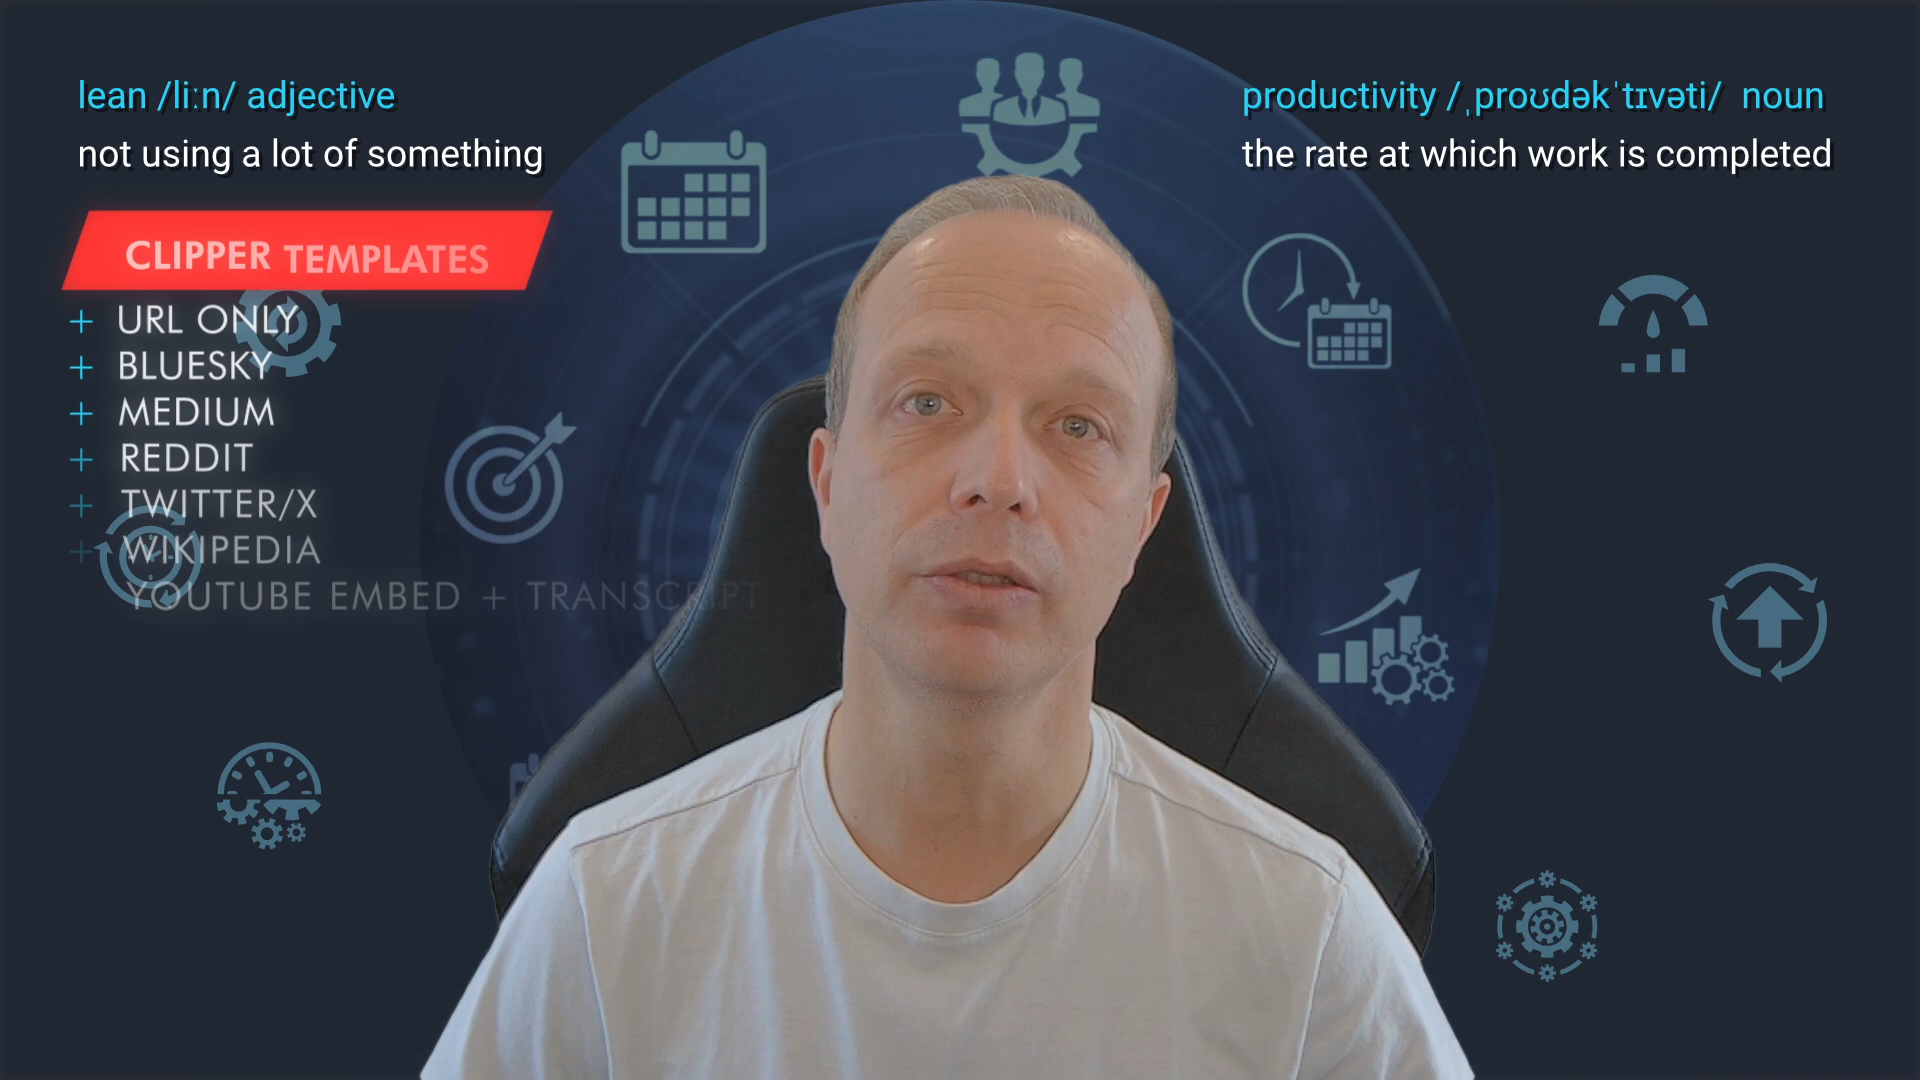 lean /liːn/ adjective
not using a lot of something
productivity /ˌproʊdəkˈtɪvəti/ noun
the rate at which work is completed
CLIPPER TEMPLATES
+ URL ONLY
+ BLUESKY
+ MEDIUM
+ REDDIT
+ TWITTER/X
+ WIKIPEDIA
YOUTUBE EMBED + TRANSCRIPT